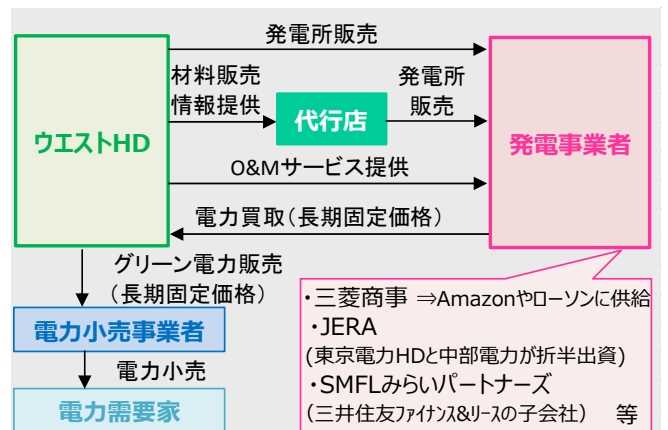 発電所販売
材料販売
情報提供
代行店
発電所
販売
ウエストHD
発電事業者
O&Mサービス提供
電力買取（長期固定価格）
グリーン電力販売
（長期固定価格）
電力小売事業者
電力小売
電力需要家
・三菱商事 ⇒Amazonやローソンに供給
・JERA
(東京電力HDと中部電力が折半出資)
・SMFLみらいパートナーズ
（三井住友ﾌｧｲﾅﾝｽ&ﾘｰｽの子会社） 等